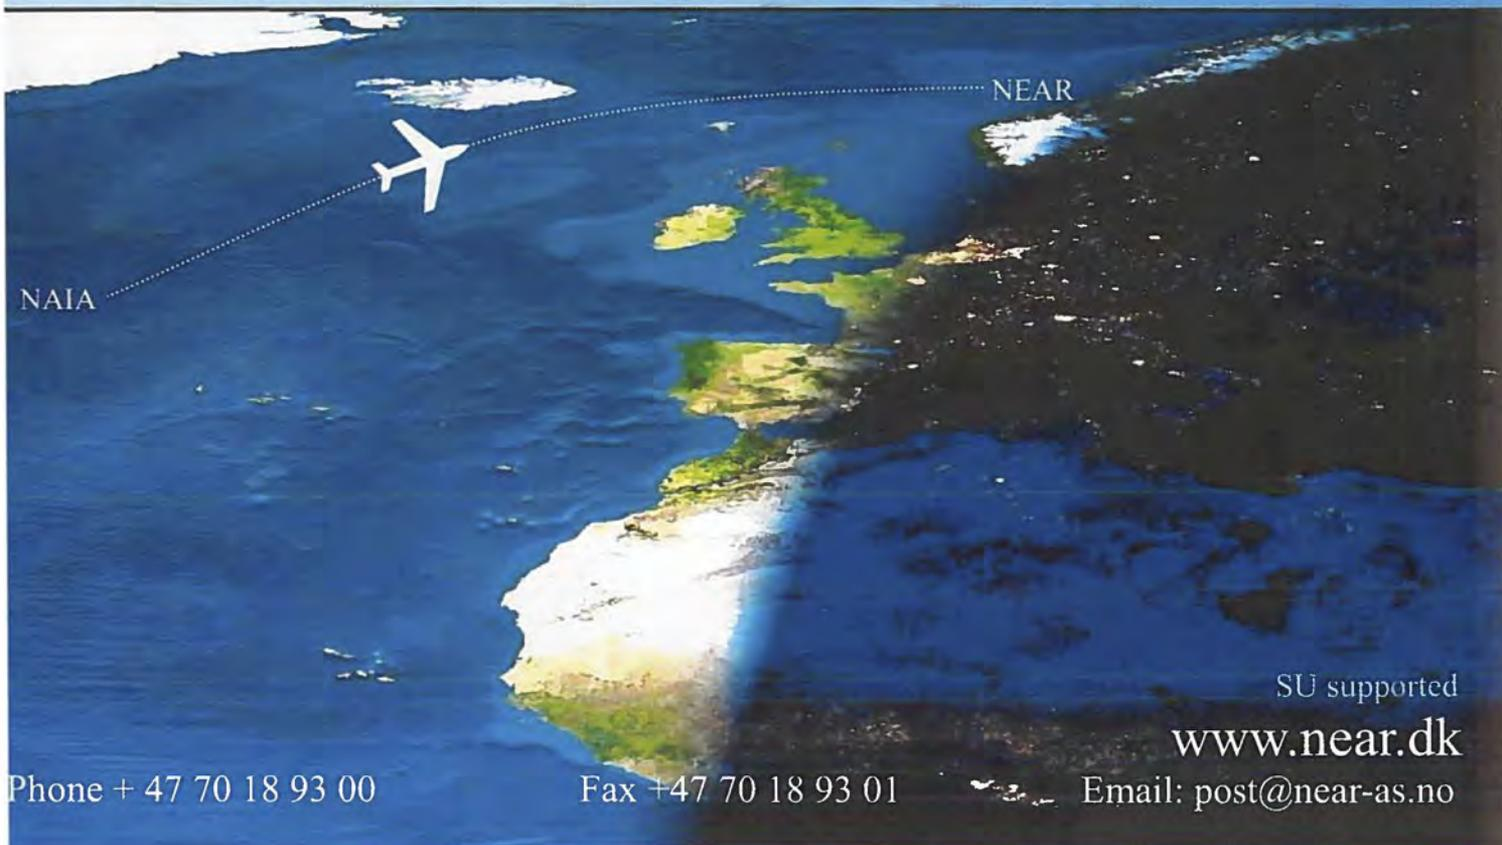 NEAR
NAIA
SU supported
www.near.dk
Phone + 47 70 18 93 00
Fax +47 70 18 93 01
Email: post@near-as.no